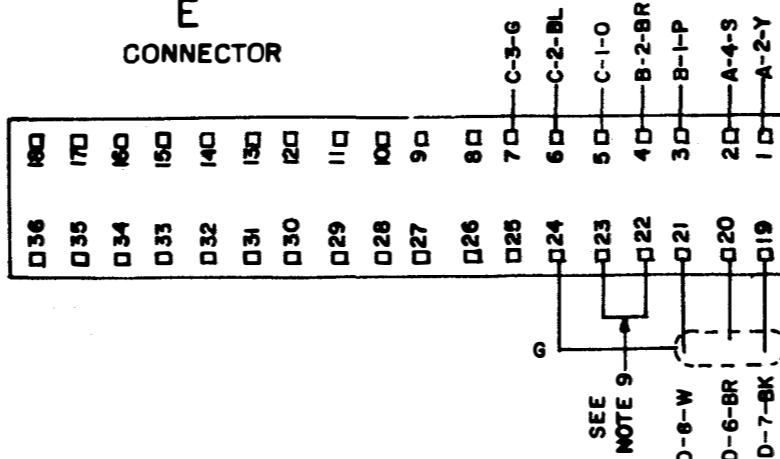 E
CONNECTOR
C-3-G
C-2-BL
C-1-O
B-2-BR
B-1-P
A-4-S
A-2-Y
18 17 16 15 14 13 12 11 10 9 8 7 6 5 4 3 2 1
36 35 34 33 32 31 30 29 28 27 26 25 24 23 22 21 20 19
G
SEE
NOTE 9
D-8-W
D-6-BR
D-7-BK